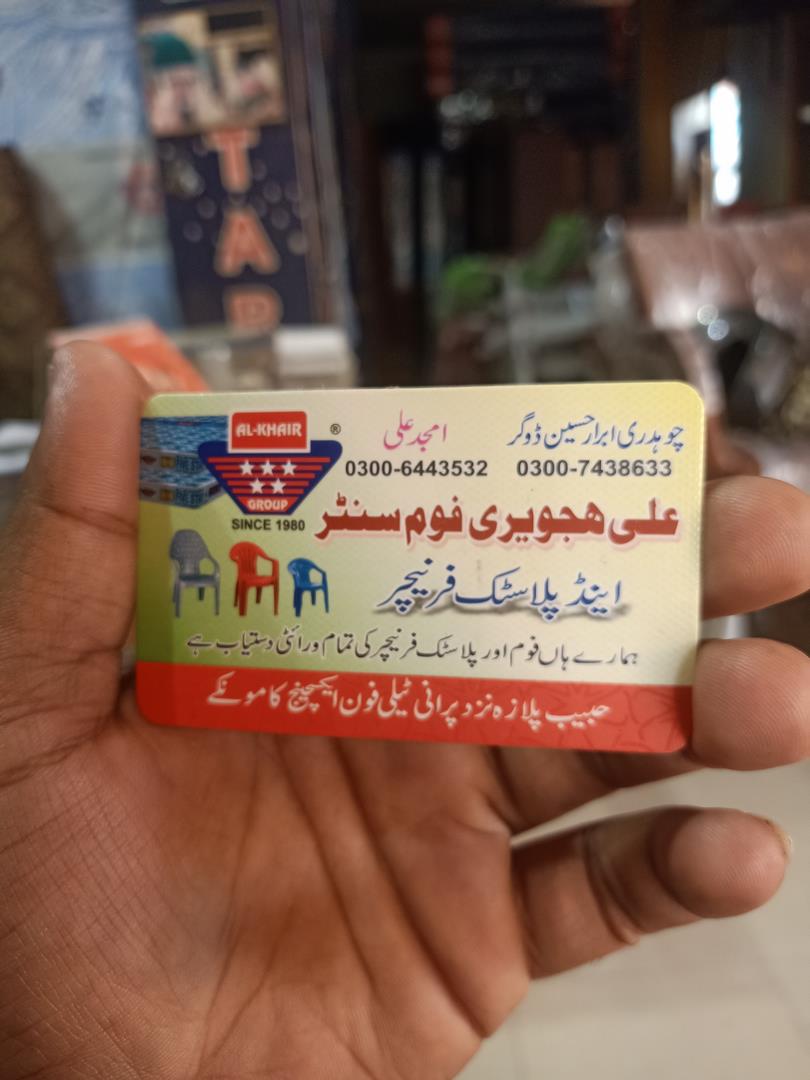 TAP
AL-KHAIR ®
GROUP
SINCE 1980
چوہدری ابرار حسین ڈوگر
0300-7438633
امجد علی
0300-6443532
علی ھجویری فوم سنٹر
اینڈ پلاسٹک فرنیچر
ہمارے ہاں فوم اور پلاسٹک فرنیچر کی تمام ورائٹی دستیاب ہے
حبیب پلازہ نزد پرانی ٹیلی فون ایکسچینج کامونکے